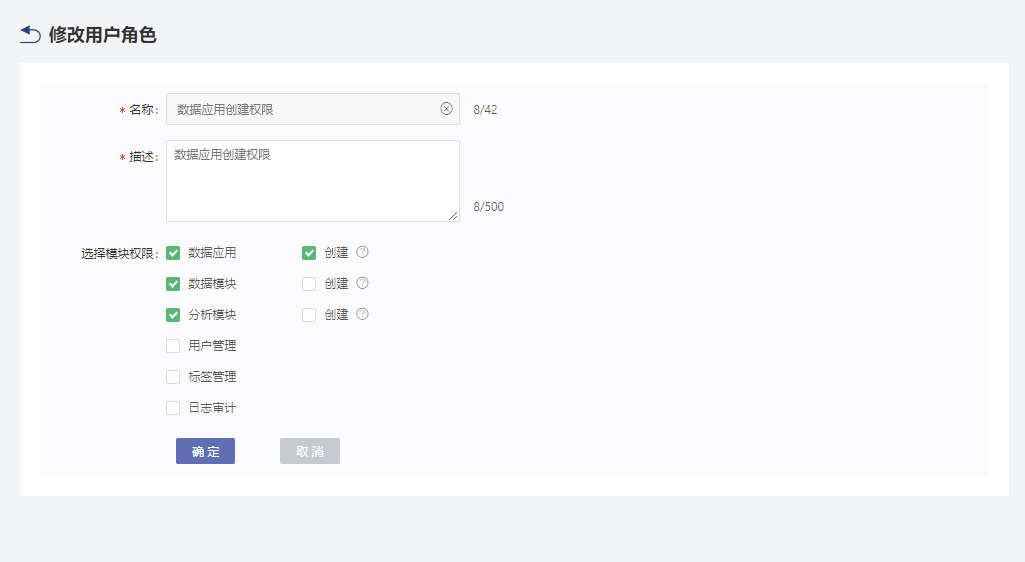 修改用户角色
* 名称: 数据应用创建权限 8/42
* 描述: 数据应用创建权限
8/500
选择模块权限: 数据应用 创建 ?
数据模块 创建 ?
分析模块 创建 ?
用户管理
标签管理
日志审计
确 定 取 消